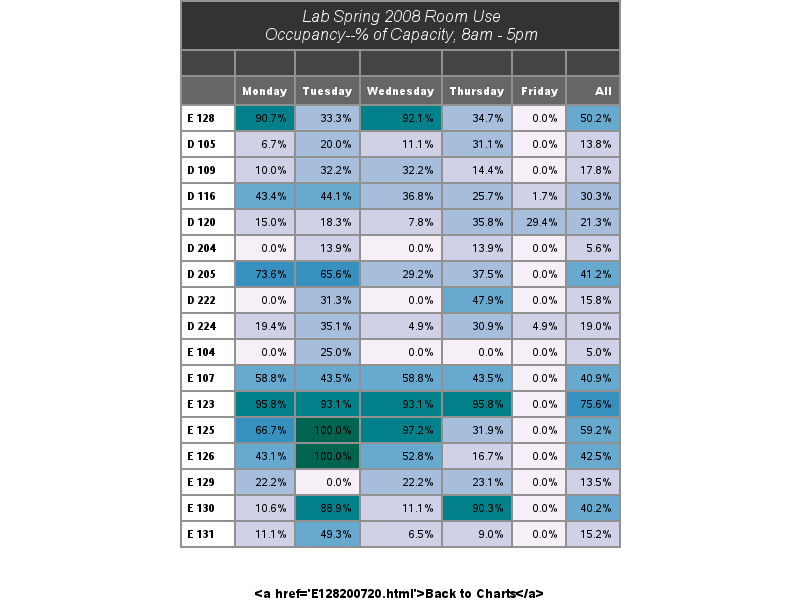 Lab Spring 2008 Room Use
Occupancy--% of Capacity, 8am - 5pm
Monday Tuesday Wednesday Thursday Friday All
E 128 90.7% 33.3% 92.1% 34.7% 0.0% 50.2%
D 105 6.7% 20.0% 11.1% 31.1% 0.0% 13.8%
D 109 10.0% 32.2% 32.2% 14.4% 0.0% 17.8%
D 116 43.4% 44.1% 36.8% 25.7% 1.7% 30.3%
D 120 15.0% 18.3% 7.8% 35.8% 29.4% 21.3%
D 204 0.0% 13.9% 0.0% 13.9% 0.0% 5.6%
D 205 73.6% 65.6% 29.2% 37.5% 0.0% 41.2%
D 222 0.0% 31.3% 0.0% 47.9% 0.0% 15.8%
D 224 19.4% 35.1% 4.9% 30.9% 4.9% 19.0%
E 104 0.0% 25.0% 0.0% 0.0% 0.0% 5.0%
E 107 58.8% 43.5% 58.8% 43.5% 0.0% 40.9%
E 123 95.8% 93.1% 93.1% 95.8% 0.0% 75.6%
E 125 66.7% 100.0% 97.2% 31.9% 0.0% 59.2%
E 126 43.1% 100.0% 52.8% 16.7% 0.0% 42.5%
E 129 22.2% 0.0% 22.2% 23.1% 0.0% 13.5%
E 130 10.6% 88.9% 11.1% 90.3% 0.0% 40.2%
E 131 11.1% 49.3% 6.5% 9.0% 0.0% 15.2%
<a href='E128200720.html'>Back to Charts</a>